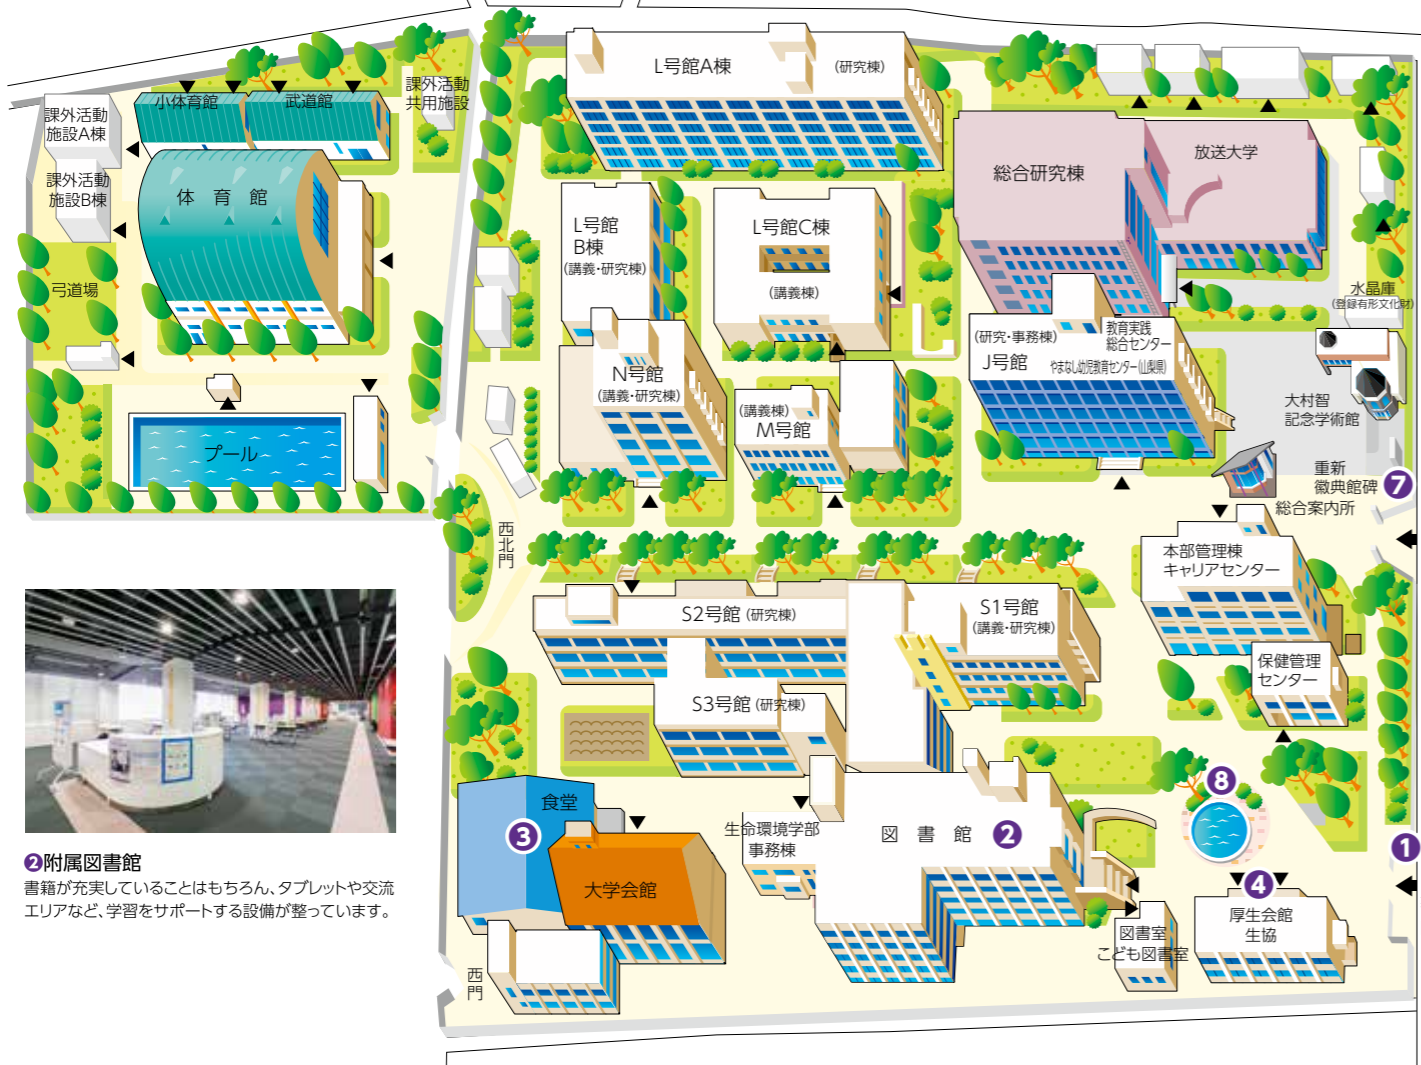 L号館A棟
(研究棟)
課外活動
共用施設
小体育館
武道館
課外活動
施設A棟
課外活動
施設B棟
体 育 館
弓道場
プール
総合研究棟
放送大学
L号館
B棟
(講義・研究棟)
L号館C棟
(講義棟)
水晶庫
(登録有形文化財)
(研究・事務棟)
J号館
教育実践
総合センター
やまなし幼児教育センター(山梨県)
N号館
(講義・研究棟)
(講義棟)
M号館
大村智
記念学術館
重新
徽典館碑
7
総合案内所
西北門
本部管理棟
キャリアセンター
S2号館 (研究棟)
S1号館
(講義・研究棟)
保健管理
センター
S3号館 (研究棟)
8
食堂
3
大学会館
生命環境学部
事務棟
図 書 館 2
1
4
厚生会館
生協
図書室
こども図書室
西門
2附属図書館
書籍が充実していることはもちろん、タブレットや交流
エリアなど、学習をサポートする設備が整っています。